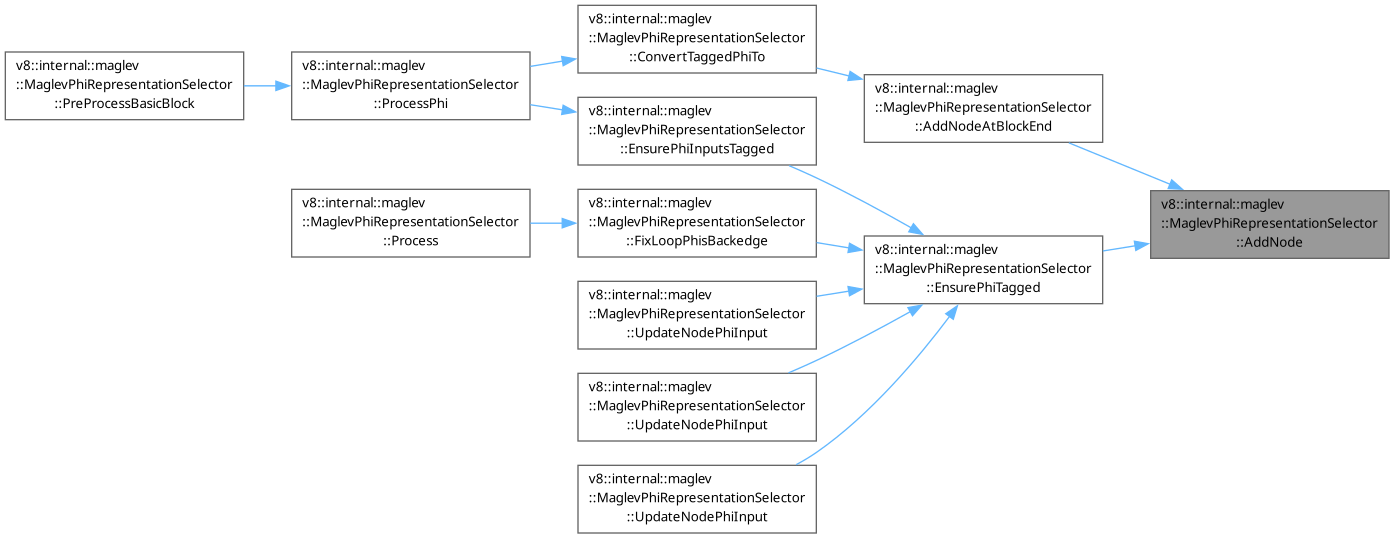 v8::internal::maglev
::MaglevPhiRepresentationSelector
::PreProcessBasicBlock
v8::internal::maglev
::MaglevPhiRepresentationSelector
::ProcessPhi
v8::internal::maglev
::MaglevPhiRepresentationSelector
::ConvertTaggedPhiTo
v8::internal::maglev
::MaglevPhiRepresentationSelector
::EnsurePhiInputsTagged
v8::internal::maglev
::MaglevPhiRepresentationSelector
::AddNodeAtBlockEnd
v8::internal::maglev
::MaglevPhiRepresentationSelector
::Process
v8::internal::maglev
::MaglevPhiRepresentationSelector
::FixLoopPhisBackedge
v8::internal::maglev
::MaglevPhiRepresentationSelector
::EnsurePhiTagged
v8::internal::maglev
::MaglevPhiRepresentationSelector
::AddNode
v8::internal::maglev
::MaglevPhiRepresentationSelector
::UpdateNodePhiInput
v8::internal::maglev
::MaglevPhiRepresentationSelector
::UpdateNodePhiInput
v8::internal::maglev
::MaglevPhiRepresentationSelector
::UpdateNodePhiInput